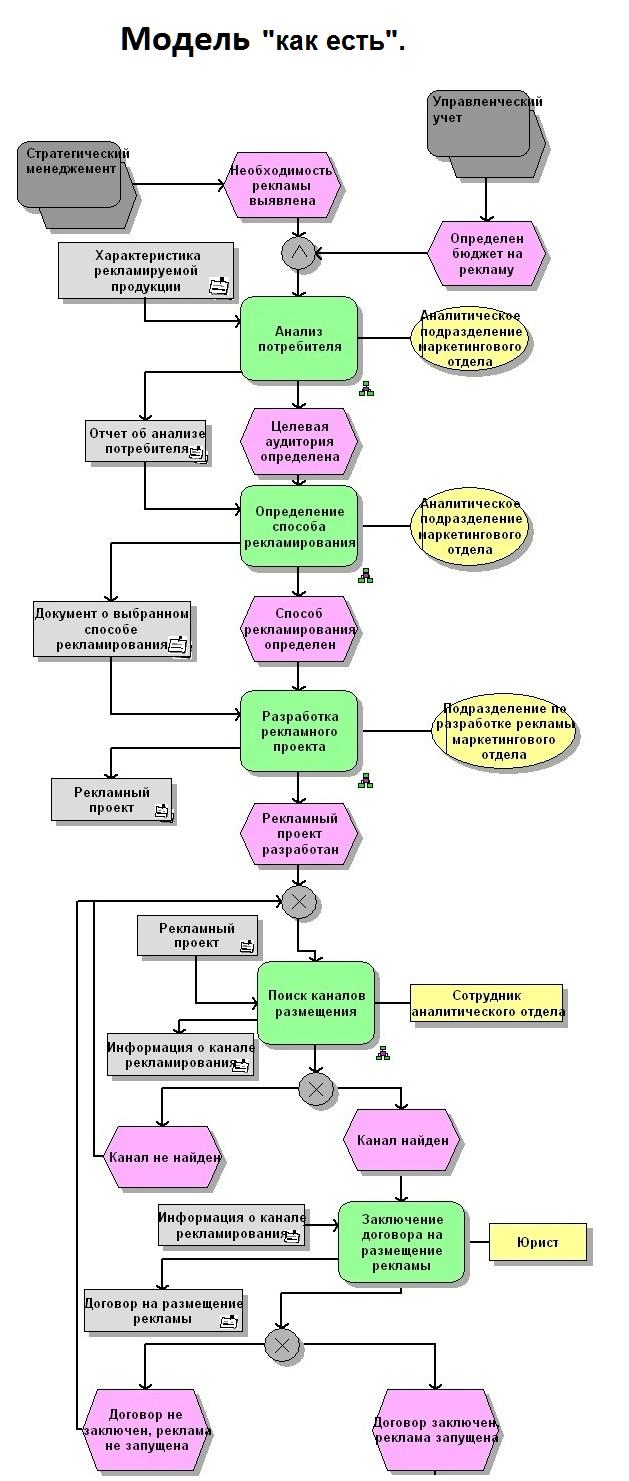 Модель "как есть".
Управленческий
учет
Стратегический
менеджмент
Необходимость
рекламы
выявлена
Определен
бюджет на
рекламу
Характеристика
рекламируемой
продукции
Анализ
потребителя
Аналитическое
подразделение
маркетингового
отдела
Отчет об анализе
потребителя
Целевая
аудитория
определена
Определение
способа
рекламирования
Аналитическое
подразделение
маркетингового
отдела
Документ о выбранном
способе
рекламирования
Способ
рекламирования
определен
Разработка
рекламного
проекта
Подразделение по
разработке рекламы
маркетингового
отдела
Рекламный
проект
Рекламный
проект
разработан
Рекламный
проект
Поиск каналов
размещения
Сотрудник
аналитического отдела
Информация о канале
рекламирования
Канал не найден
Канал найден
Информация о канале
рекламирования
Заключение
договора на
размещение
рекламы
Юрист
Договор на размещение
рекламы
Договор не
заключен, реклама
не запущена
Договор заключен,
реклама запущена